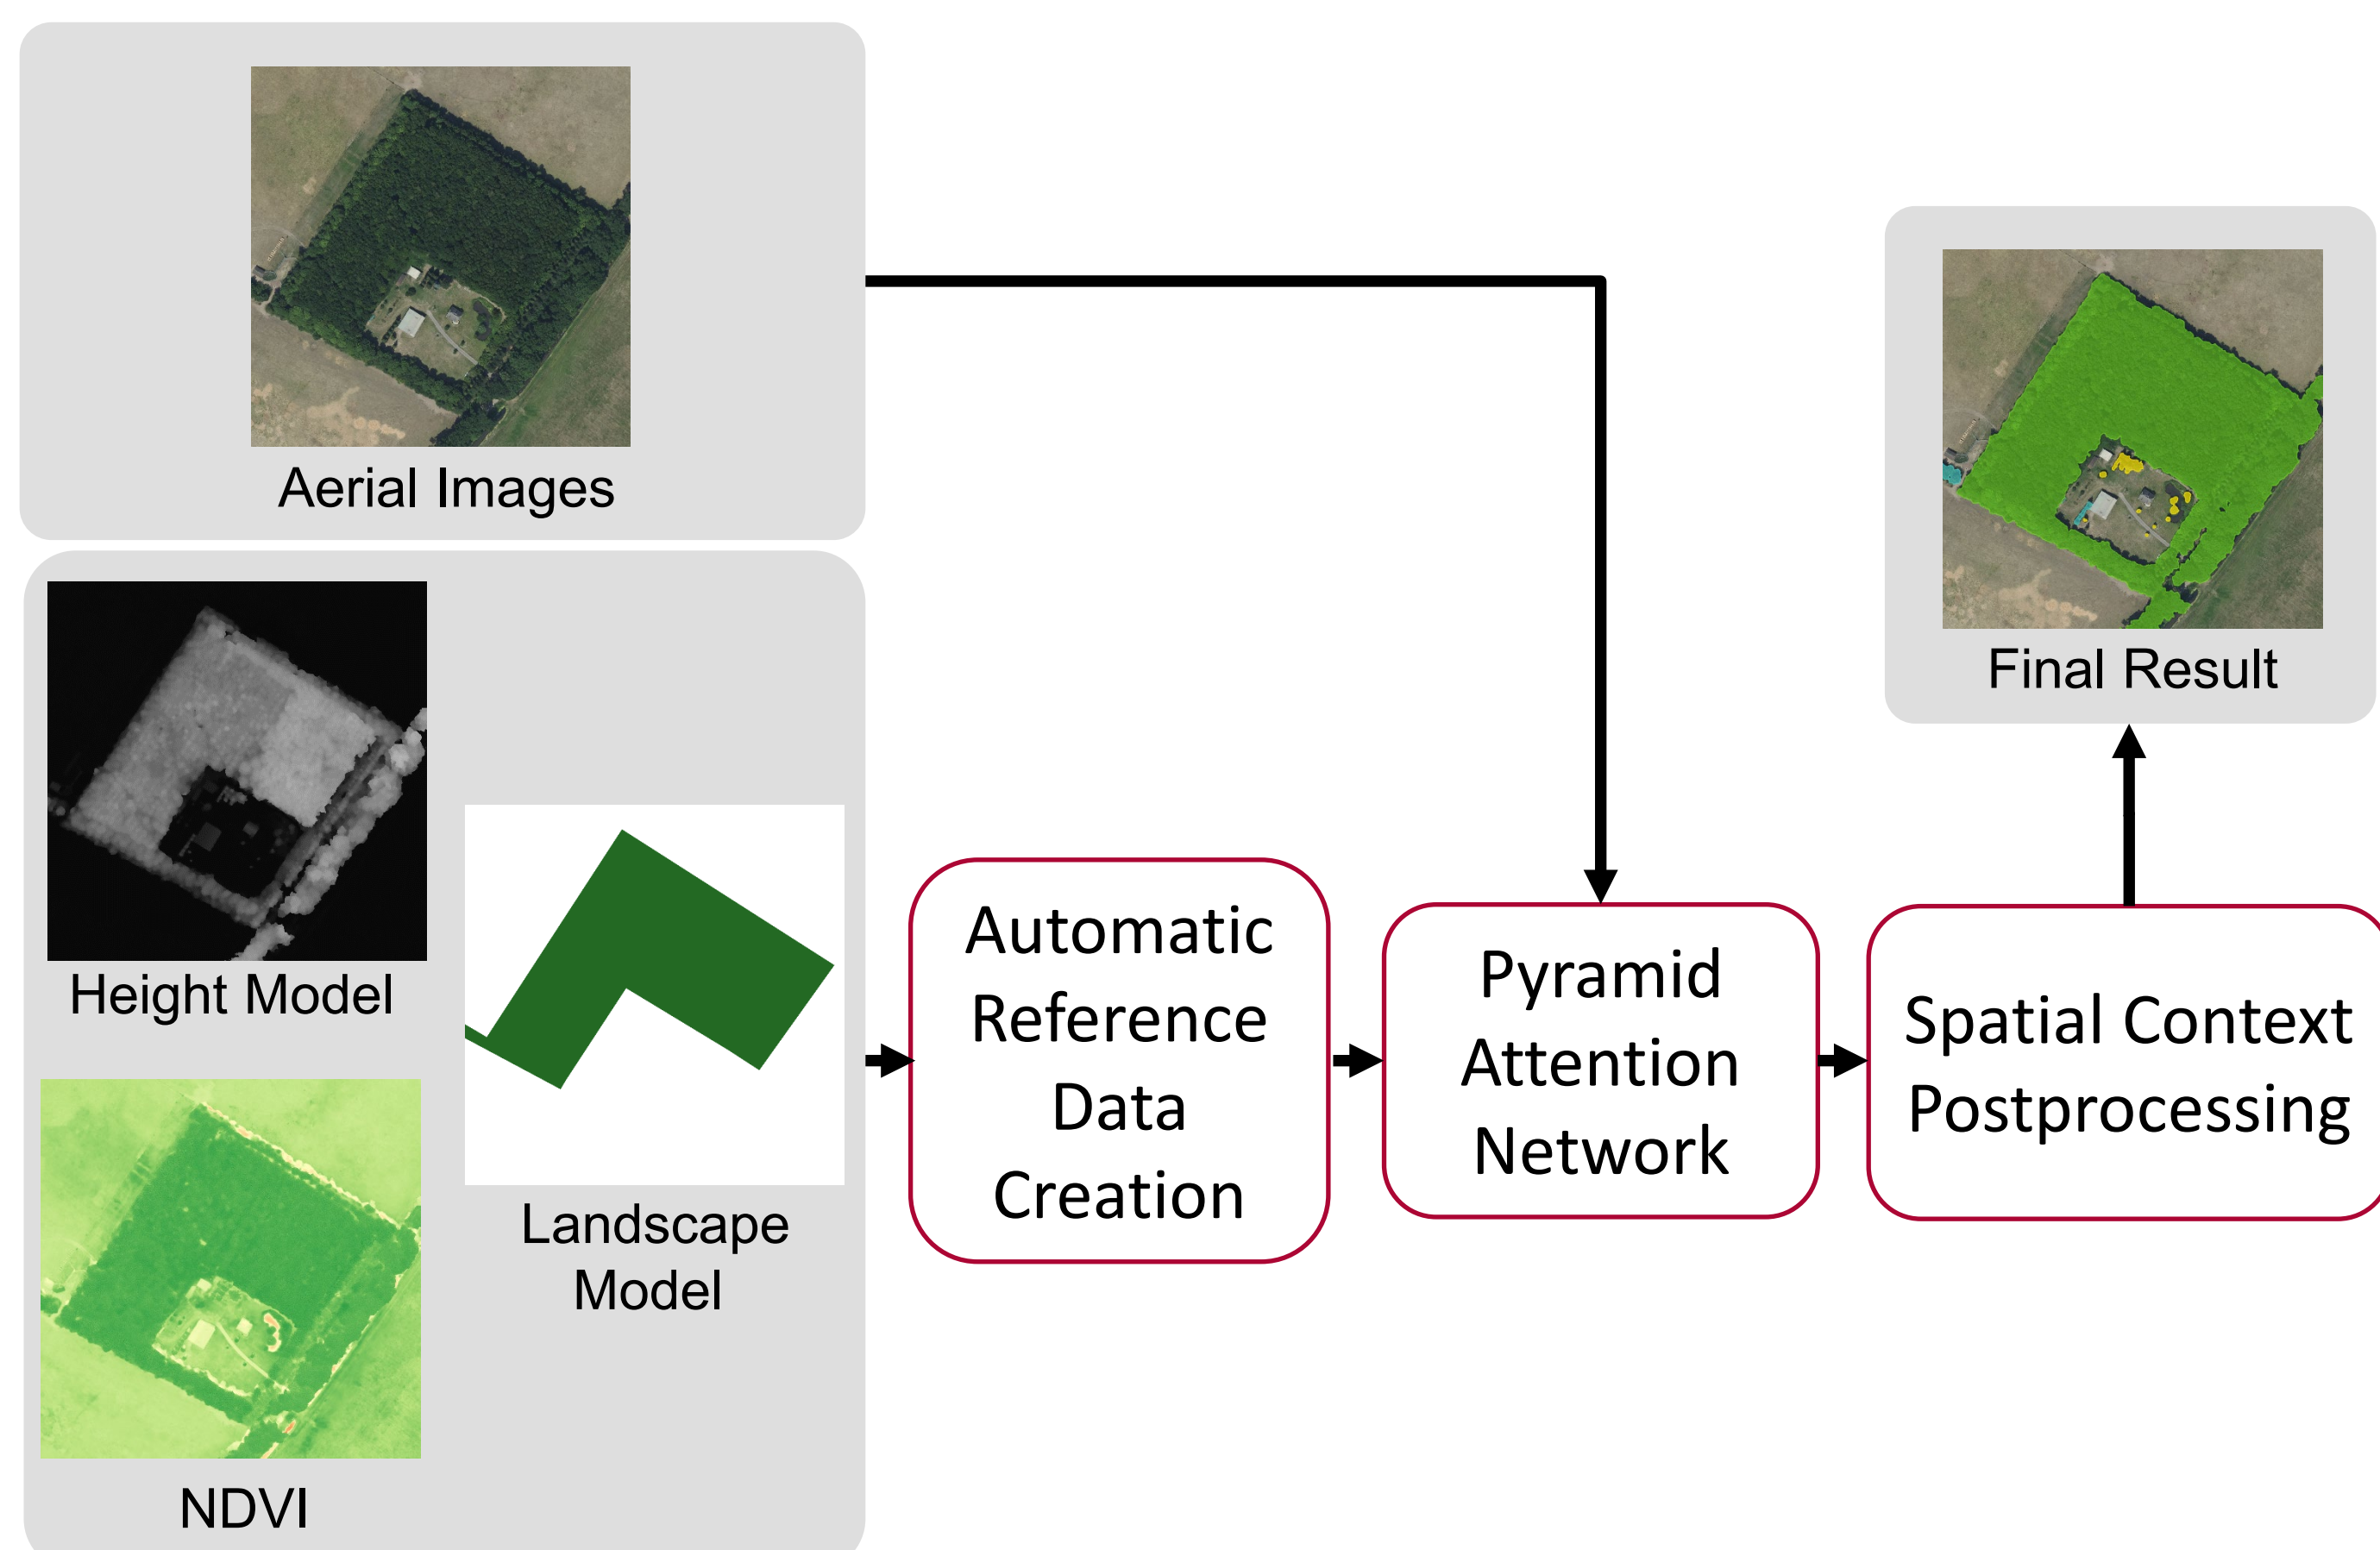 Aerial Images
Height Model
NDVI
Landscape
Model
Automatic
Reference
Data
Creation
Pyramid
Attention
Network
Spatial Context
Postprocessing
Final Result